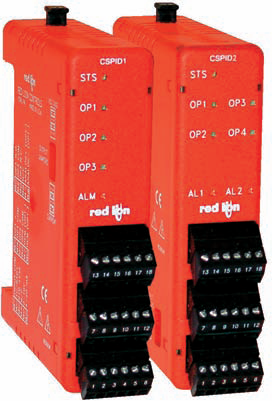 CSPID1
STS
OP1
OP2
OP3
ALM
red lion
13 14 15 16 17 18
7 8 9 10 11 12
1 2 3 4 5 6
CSPID2
STS
OP1 OP3
OP2 OP4
AL1 AL2
red lion
13 14 15 16 17 18
7 8 9 10 11 12
1 2 3 4 5 6